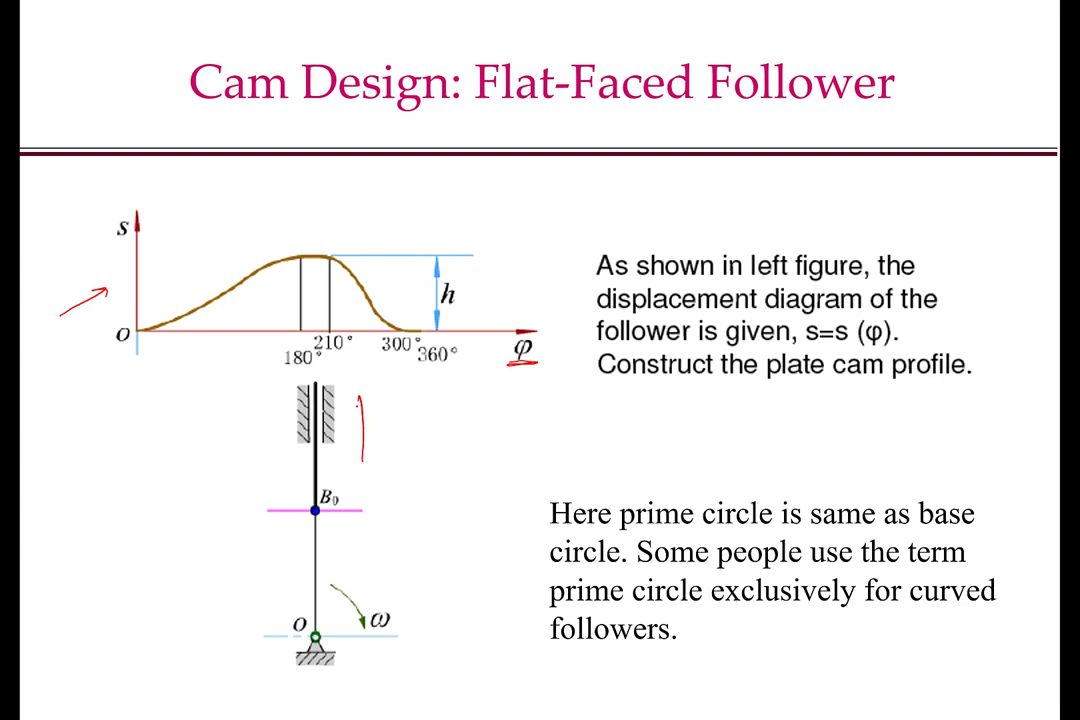 Cam Design: Flat-Faced Follower
s
h
O
180°
210°
300°
360°
φ
As shown in left figure, the
displacement diagram of the
follower is given, s=s (φ).
Construct the plate cam profile.
B₀
O
ω
Here prime circle is same as base
circle. Some people use the term
prime circle exclusively for curved
followers.